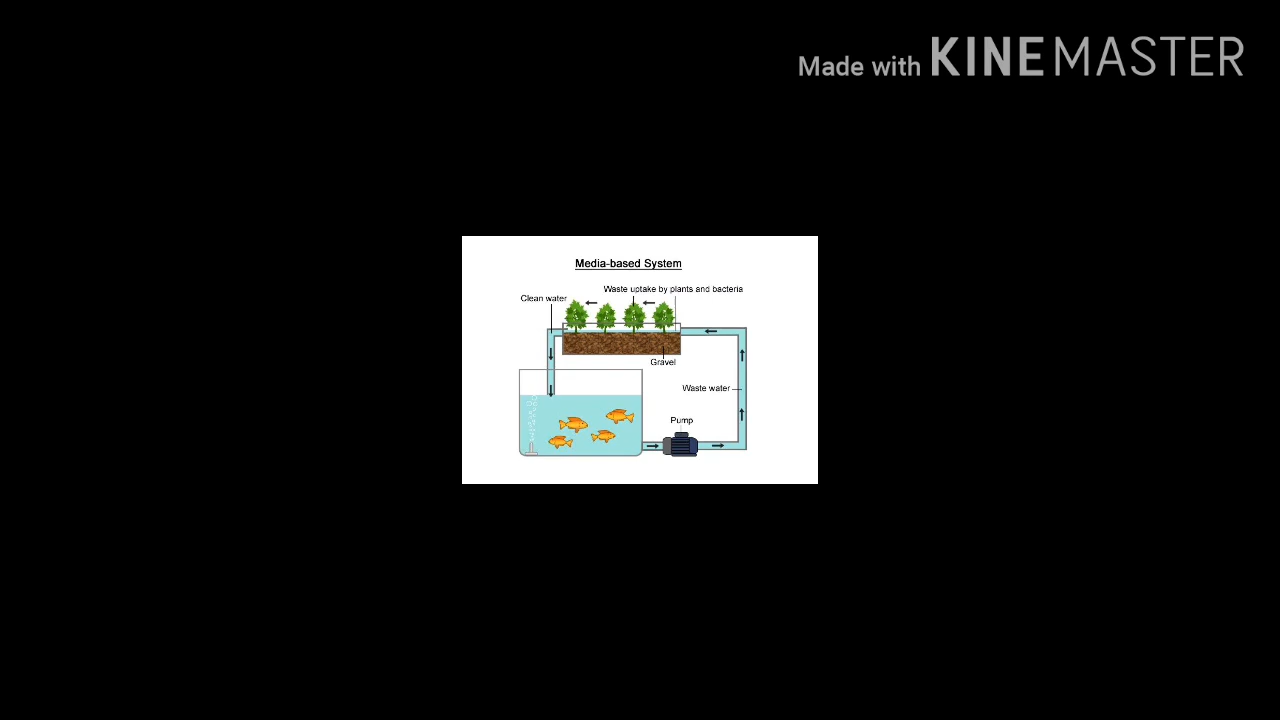 Made with KINEMASTER
Media-based System
Waste uptake by plants and bacteria
Clean water
Gravel
Waste water
Pump